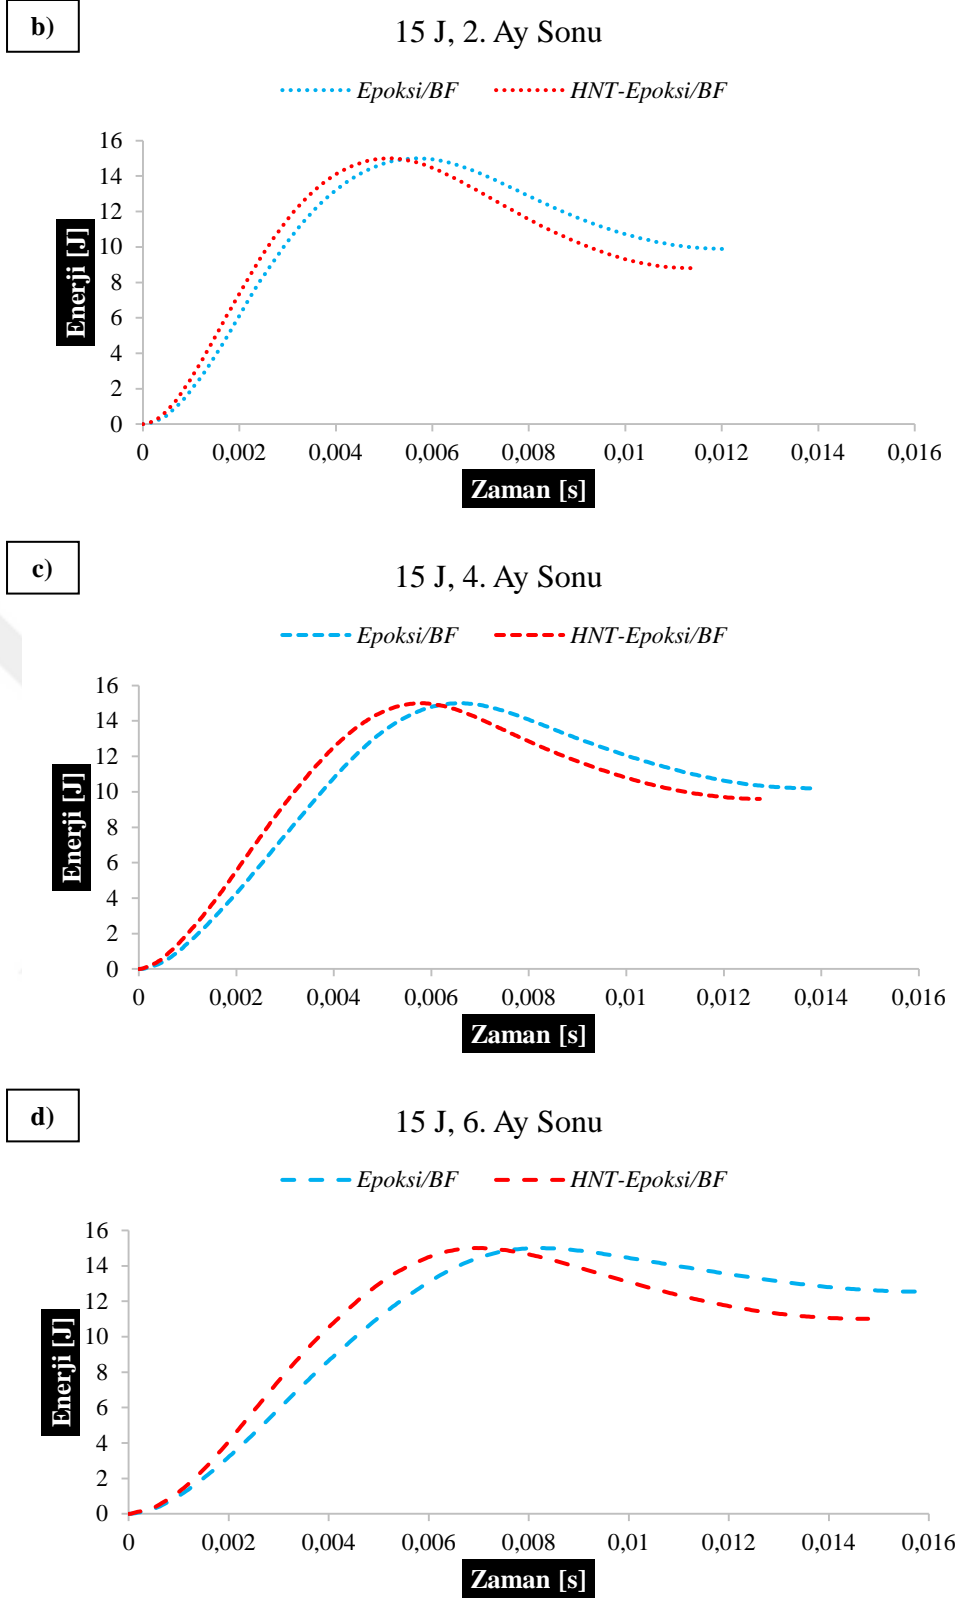 b)
15 J, 2. Ay Sonu
Epoksi/BF HNT-Epoksi/BF
16
14
12
10
8
6
4
2
0
Enerji [J]
0 0,002 0,004 0,006 0,008 0,01 0,012 0,014 0,016
Zaman [s]
c)
15 J, 4. Ay Sonu
Epoksi/BF HNT-Epoksi/BF
16
14
12
10
8
6
4
2
0
Enerji [J]
0 0,002 0,004 0,006 0,008 0,01 0,012 0,014 0,016
Zaman [s]
d)
15 J, 6. Ay Sonu
Epoksi/BF HNT-Epoksi/BF
16
14
12
10
8
6
4
2
0
Enerji [J]
0 0,002 0,004 0,006 0,008 0,01 0,012 0,014 0,016
Zaman [s]